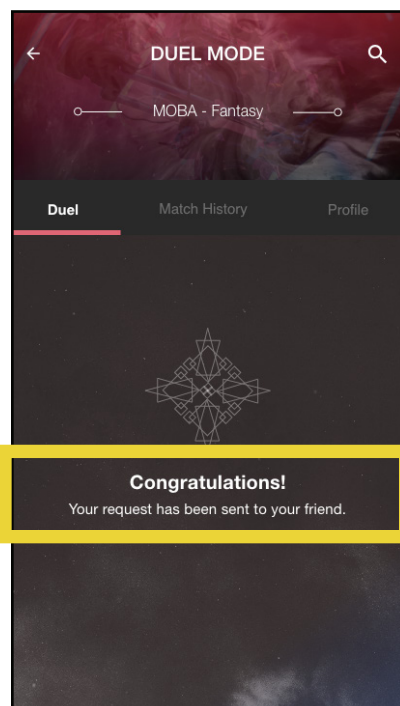 DUEL MODE
MOBA - Fantasy
Duel Match History Profile
Congratulations!
Your request has been sent to your friend.